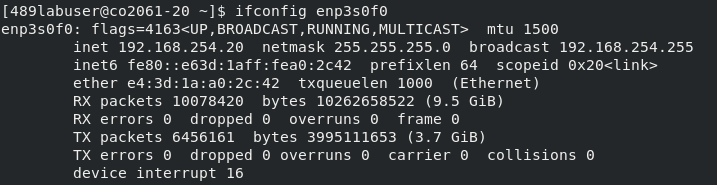 [489labuser@co2061-20 ~]$ ifconfig enp3s0f0
enp3s0f0: flags=4163<UP,BROADCAST,RUNNING,MULTICAST>  mtu 1500
        inet 192.168.254.20  netmask 255.255.255.0  broadcast 192.168.254.255
        inet6 fe80::e63d:1aff:fea0:2c42  prefixlen 64  scopeid 0x20<link>
        ether e4:3d:1a:a0:2c:42  txqueuelen 1000  (Ethernet)
        RX packets 10078420  bytes 10262658522 (9.5 GiB)
        RX errors 0  dropped 0  overruns 0  frame 0
        TX packets 6456161  bytes 3995111653 (3.7 GiB)
        TX errors 0  dropped 0 overruns 0  carrier 0  collisions 0
        device interrupt 16